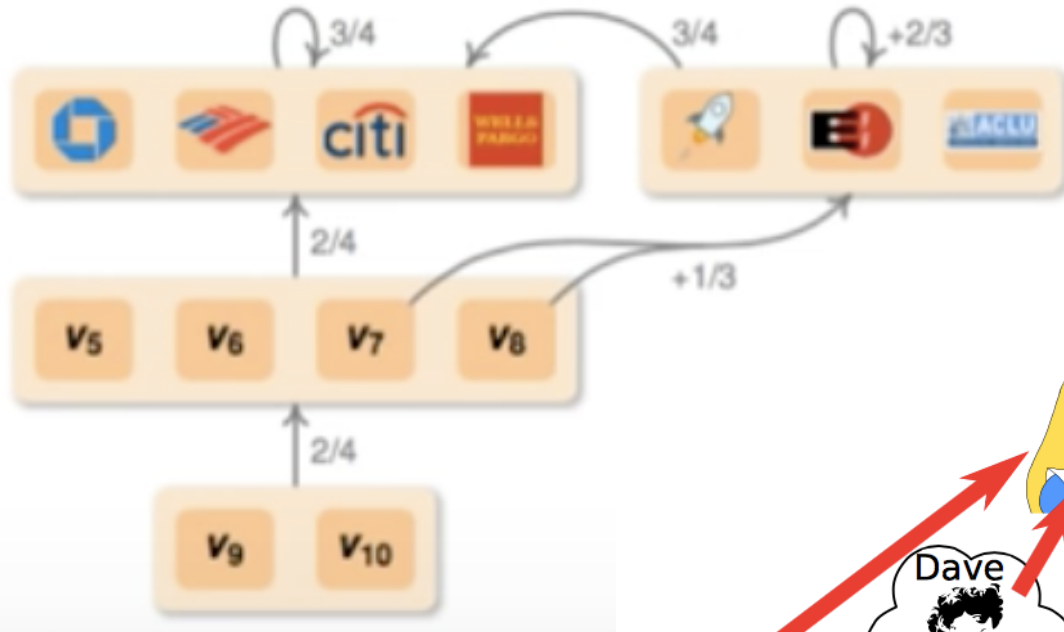 3/4 3/4 +2/3
citi WELLS FARGO ACLU
2/4 +1/3
v5 v6 v7 v8
2/4
v9 v10
Dave